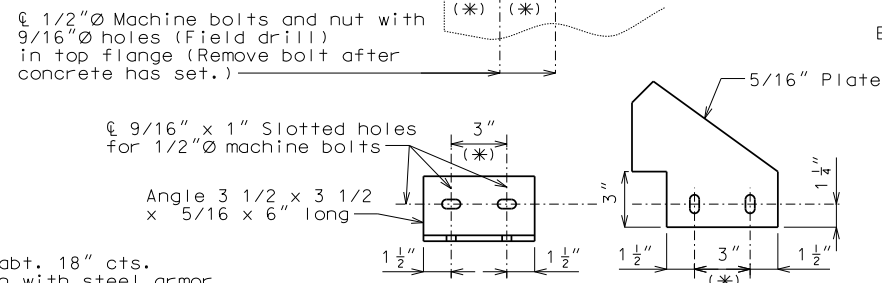 (*) (*)
℄ 1/2"Ø Machine bolts and nut with
9/16"Ø holes (Field drill)
in top flange (Remove bolt after
concrete has set.)
E
5/16" Plate
℄ 9/16" x 1" Slotted holes
for 1/2"Ø machine bolts
3"
(*)
Angle 3 1/2 x 3 1/2
x 5/16 x 6" long
3"
1 1/4"
1 1/2" 1 1/2"
1 1/2" 3" 1 1/2"
(*)
abt. 18" cts.
with steel armor